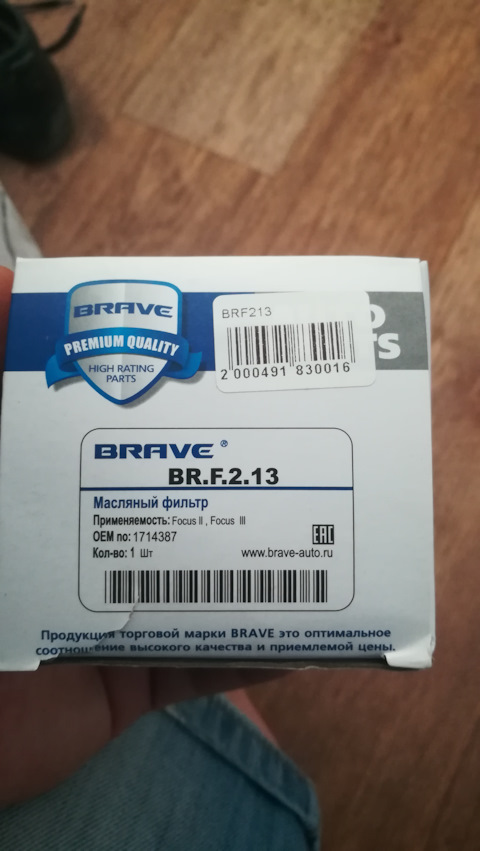 BRAVE
PREMIUM QUALITY
HIGH RATING
PARTS
BRF213
2 000491 830016
BRAVE ®
BR.F.2.13
Масляный фильтр
Применяемость: Focus II , Focus III
OEM no: 1714387
Кол-во: 1 Шт
www.brave-auto.ru
EAC
Продукция торговой марки BRAVE это оптимальное
соотношение высокого качества и приемлемой цены.